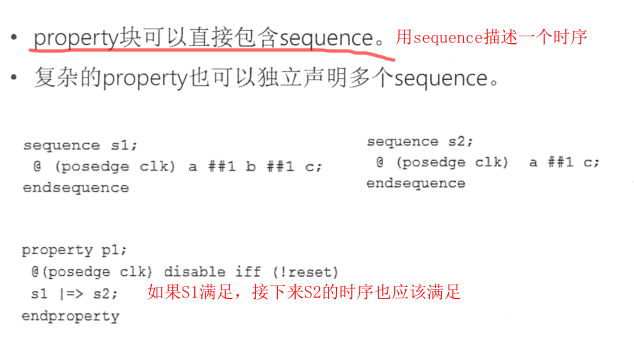 • property块可以直接包含sequence。用sequence描述一个时序
• 复杂的property也可以独立声明多个sequence。
sequence s1;
@ (posedge clk) a ##1 b ##1 c;
endsequence
sequence s2;
@ (posedge clk) a ##1 c;
endsequence
property p1;
@(posedge clk) disable iff (!reset)
s1 |=> s2; 如果S1满足，接下来S2的时序也应该满足
endproperty